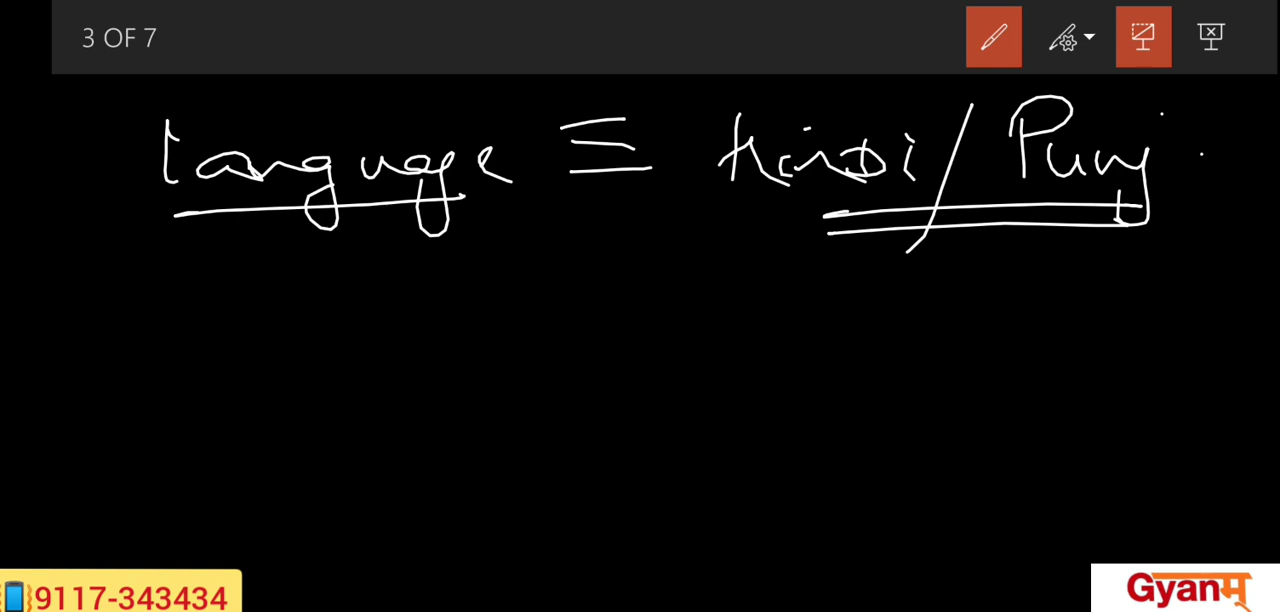 3 OF 7
Language ≡ Hindi / Punj
9117-343434
Gyanम